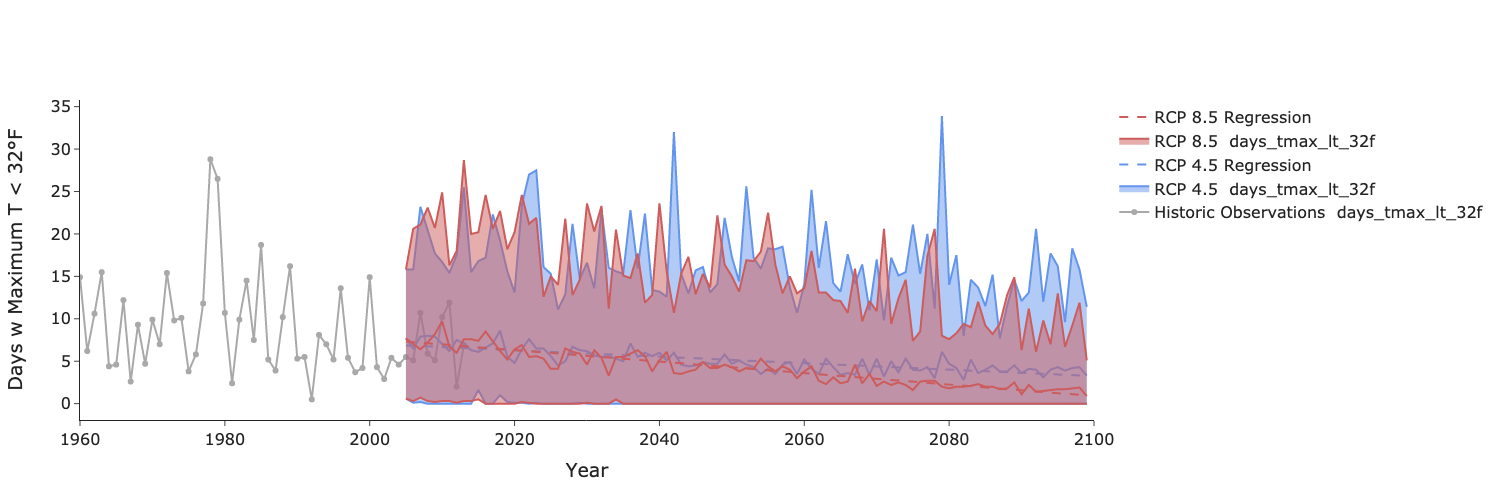 Days w Maximum T < 32°F
35
30
25
20
15
10
5
0
1960
1980
2000
2020
2040
2060
2080
2100
Year
RCP 8.5 Regression
RCP 8.5 days_tmax_lt_32f
RCP 4.5 Regression
RCP 4.5 days_tmax_lt_32f
Historic Observations days_tmax_lt_32f